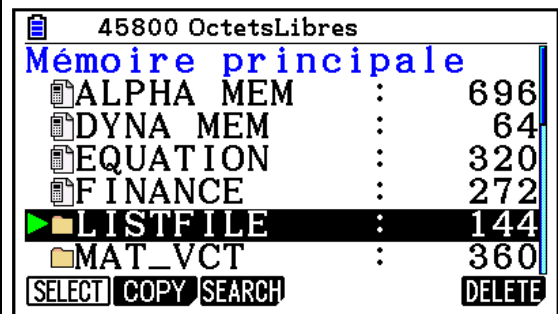 45800 OctetsLibres
Mémoire principale
ALPHA MEM : 696
DYNA MEM : 64
EQUATION : 320
FINANCE : 272
LISTFILE : 144
MAT_VCT : 360
SELECT COPY SEARCH DELETE